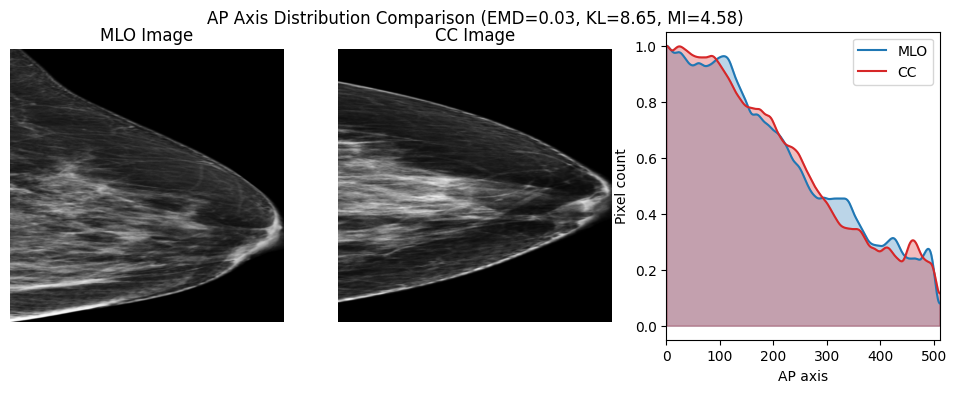 AP Axis Distribution Comparison (EMD=0.03, KL=8.65, MI=4.58)
MLO Image
CC Image
MLO
CC
Pixel count
1.0
0.8
0.6
0.4
0.2
0.0
0 100 200 300 400 500
AP axis